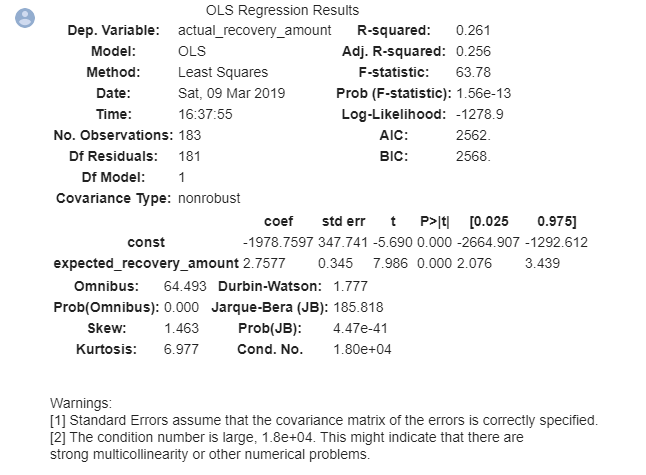 OLS Regression Results
Dep. Variable: actual_recovery_amount R-squared: 0.261
Model: OLS Adj. R-squared: 0.256
Method: Least Squares F-statistic: 63.78
Date: Sat, 09 Mar 2019 Prob (F-statistic): 1.56e-13
Time: 16:37:55 Log-Likelihood: -1278.9
No. Observations: 183 AIC: 2562.
Df Residuals: 181 BIC: 2568.
Df Model: 1
Covariance Type: nonrobust
coef std err t P>|t| [0.025 0.975]
const -1978.7597 347.741 -5.690 0.000 -2664.907 -1292.612
expected_recovery_amount 2.7577 0.345 7.986 0.000 2.076 3.439
Omnibus: 64.493 Durbin-Watson: 1.777
Prob(Omnibus): 0.000 Jarque-Bera (JB): 185.818
Skew: 1.463 Prob(JB): 4.47e-41
Kurtosis: 6.977 Cond. No. 1.80e+04
Warnings:
[1] Standard Errors assume that the covariance matrix of the errors is correctly specified.
[2] The condition number is large, 1.8e+04. This might indicate that there are
strong multicollinearity or other numerical problems.